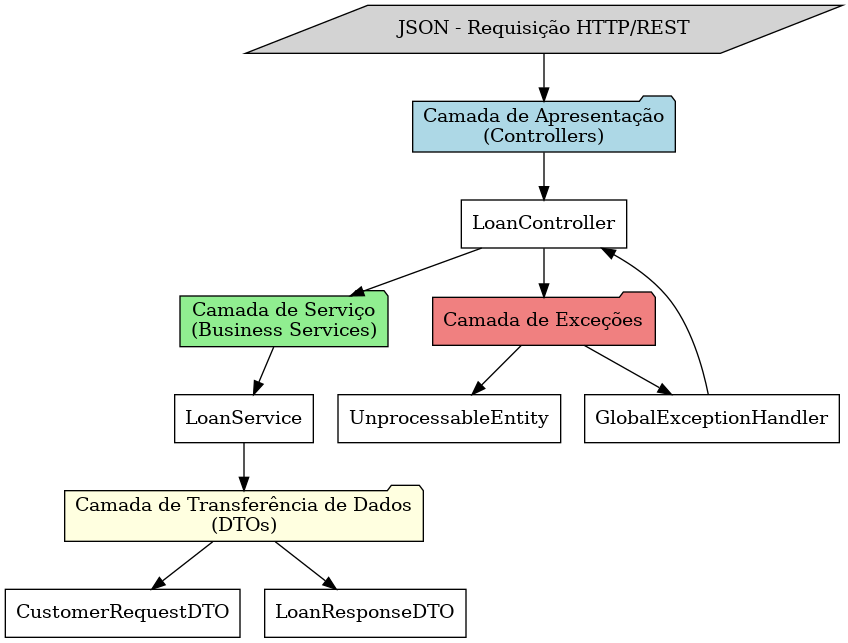 JSON - Requisição HTTP/REST
Camada de Apresentação
(Controllers)
LoanController
Camada de Serviço
(Business Services)
Camada de Exceções
LoanService
UnprocessableEntity
GlobalExceptionHandler
Camada de Transferência de Dados
(DTOs)
CustomerRequestDTO
LoanResponseDTO